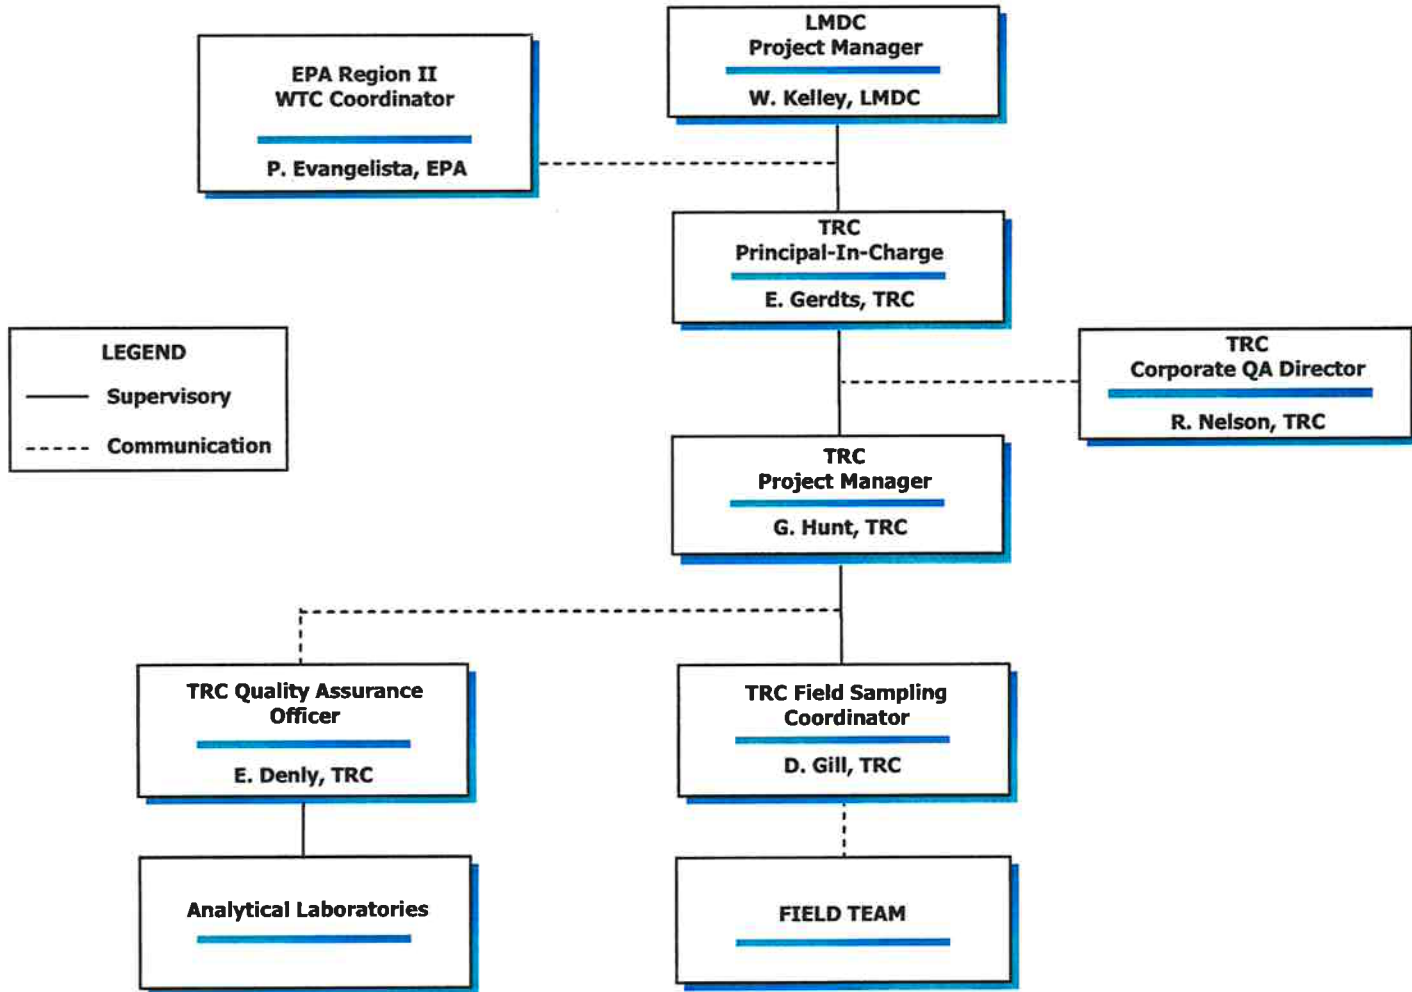 LMDC
Project Manager
W. Kelley, LMDC
EPA Region II
WTC Coordinator
P. Evangelista, EPA
TRC
Principal-In-Charge
E. Gerdts, TRC
LEGEND
Supervisory
Communication
TRC
Corporate QA Director
R. Nelson, TRC
TRC
Project Manager
G. Hunt, TRC
TRC Quality Assurance
Officer
E. Denly, TRC
TRC Field Sampling
Coordinator
D. Gill, TRC
Analytical Laboratories
FIELD TEAM